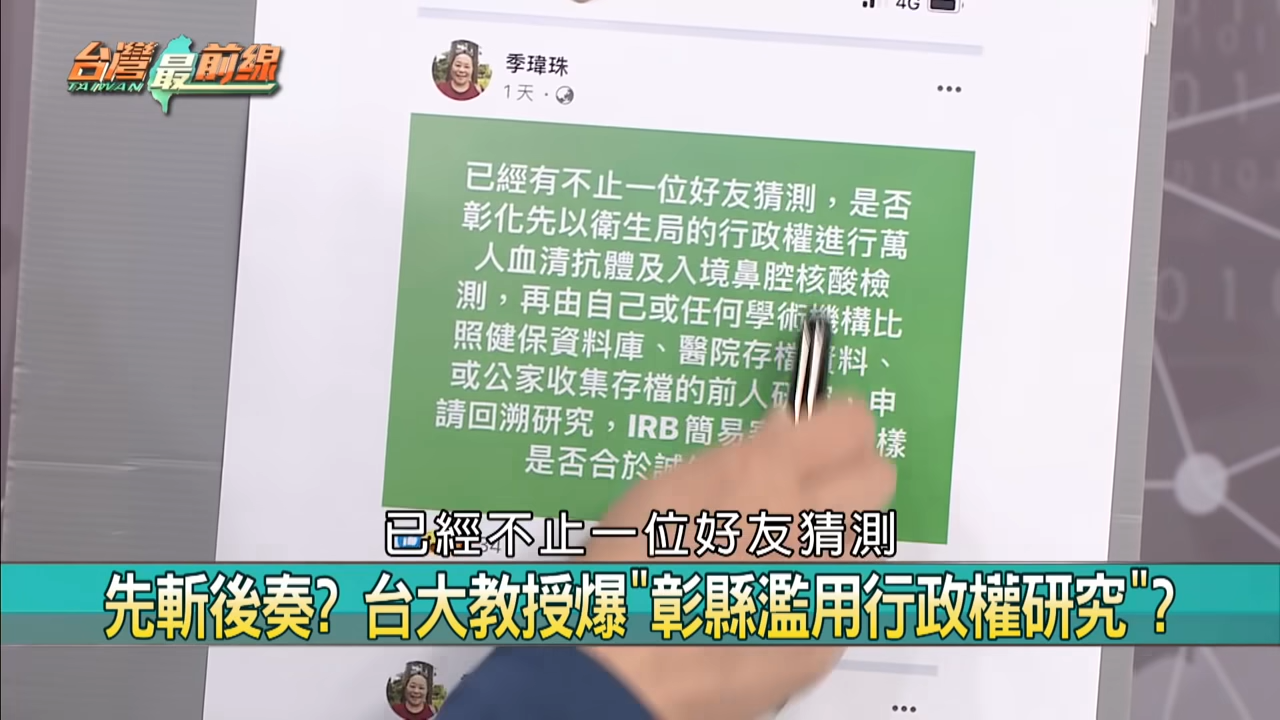 4G
台灣最前線
TAIWAN
季瑋珠
1天
已經有不止一位好友猜測,是否
彰化先以衛生局的行政權進行萬
人血清抗體及入境鼻腔核酸檢
測,再由自己或任何學術機構比
照健保資料庫、醫院存檔資料、
或公家收集存檔的前人研究,申
請回溯研究,IRB簡易
樣
是否合於誠
已經不止一位好友猜測
先斬後奏? 台大教授爆"彰縣濫用行政權研究"?